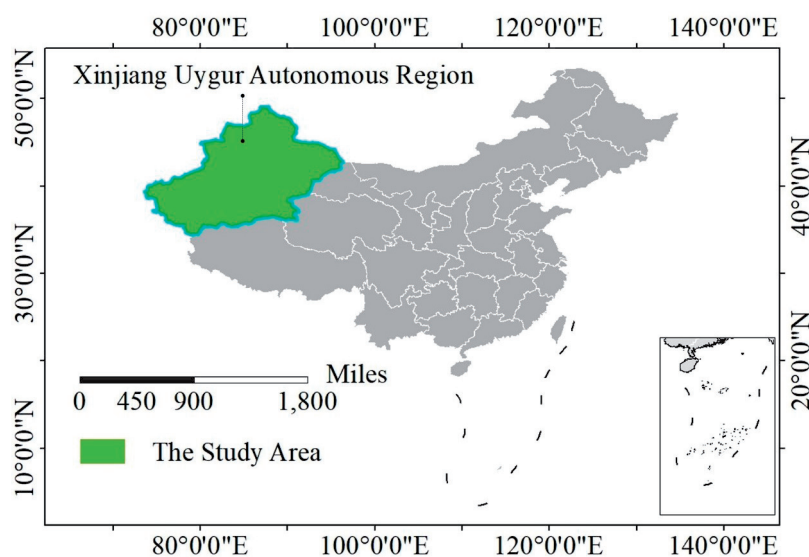 80°0'0"E 100°0'0"E 120°0'0"E 140°0'0"E
Xinjiang Uygur Autonomous Region
50°0'0"N
40°0'0"N
30°0'0"N
20°0'0"N
10°0'0"N
Miles
0 450 900 1,800
The Study Area
80°0'0"E 100°0'0"E 120°0'0"E 140°0'0"E